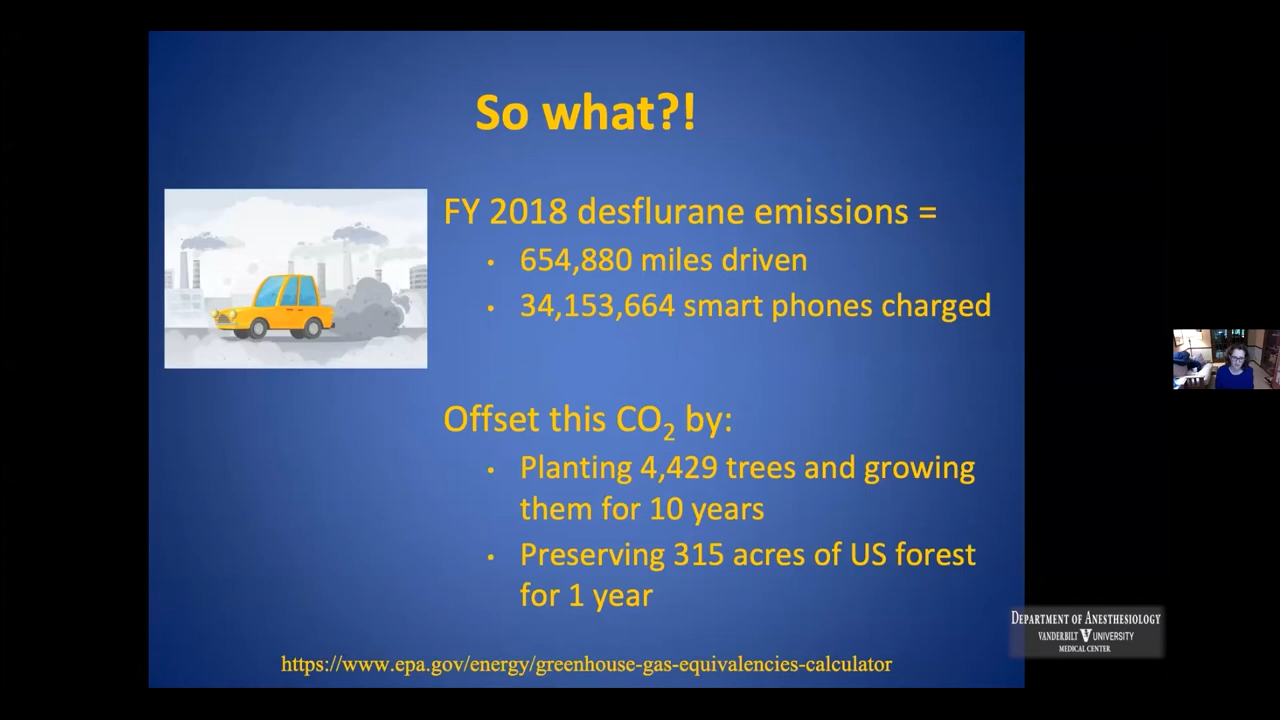 So what?!
FY 2018 desflurane emissions =
• 654,880 miles driven
• 34,153,664 smart phones charged
Offset this CO₂ by:
• Planting 4,429 trees and growing
them for 10 years
• Preserving 315 acres of US forest
for 1 year
https://www.epa.gov/energy/greenhouse-gas-equivalencies-calculator
DEPARTMENT OF ANESTHESIOLOGY
VANDERBILT UNIVERSITY
MEDICAL CENTER